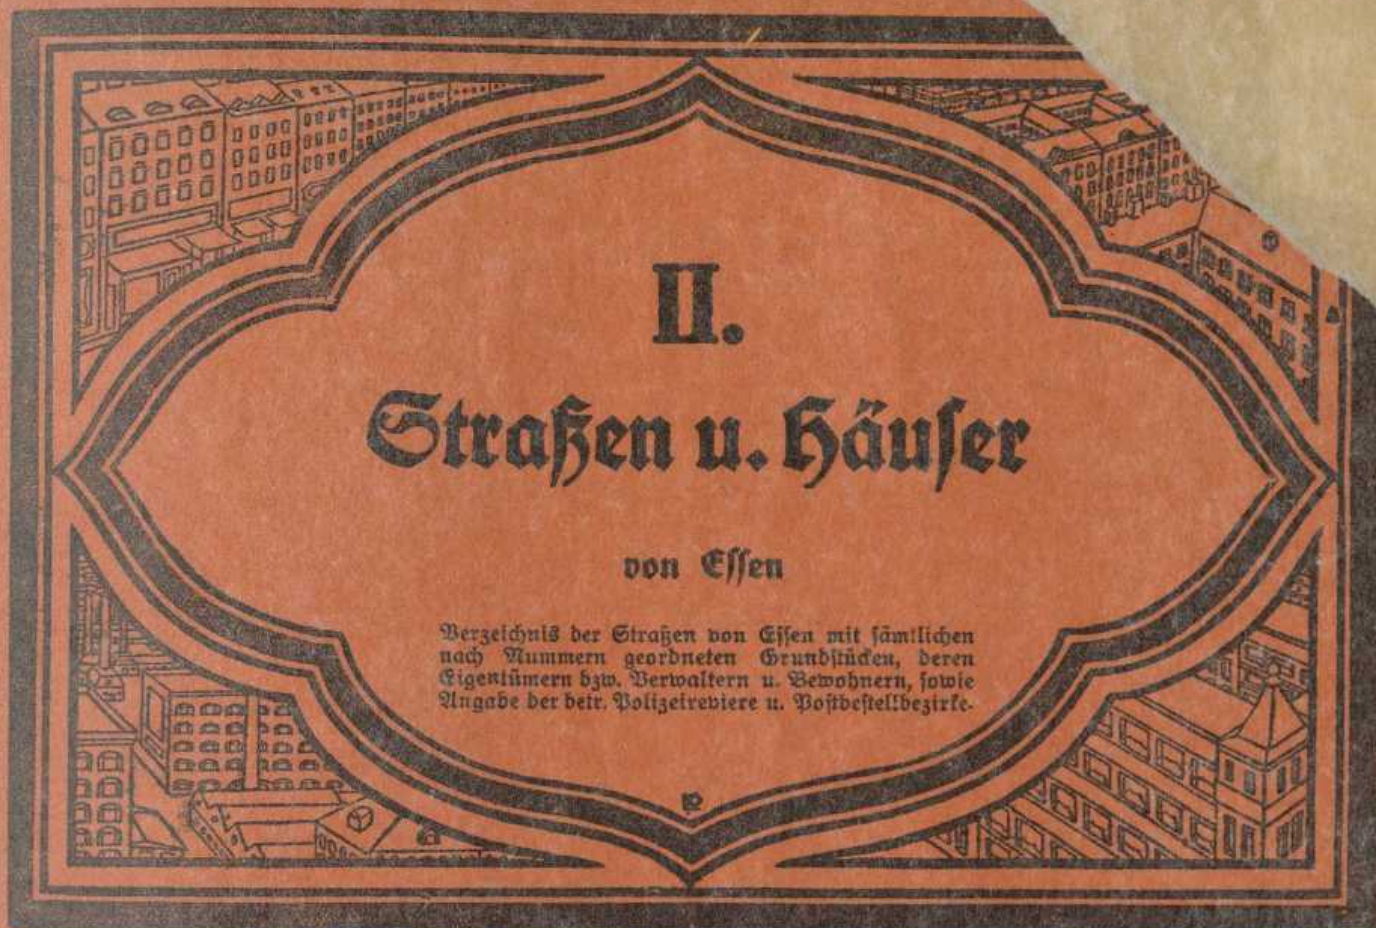 II.
Straßen u. Häuser
von Essen
Verzeichnis der Straßen von Essen mit sämtlichen
nach Nummern geordneten Grundstücken, deren
Eigentümern bzw. Verwaltern u. Bewohnern, sowie
Angabe der betr. Polizeireviere u. Postbestellbezirke.